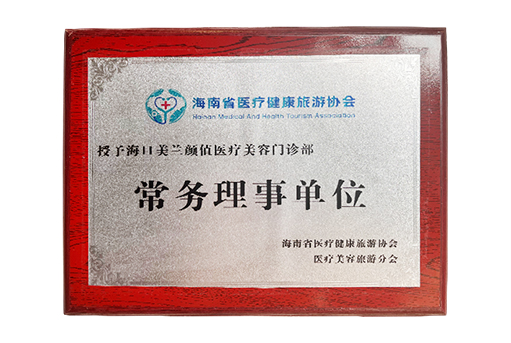 海南省医疗健康旅游协会
Hainan Medical And Health Tourism Association
授予海口美兰颜值医疗美容门诊部
常务理事单位
海南省医疗健康旅游协会
医疗美容旅游分会